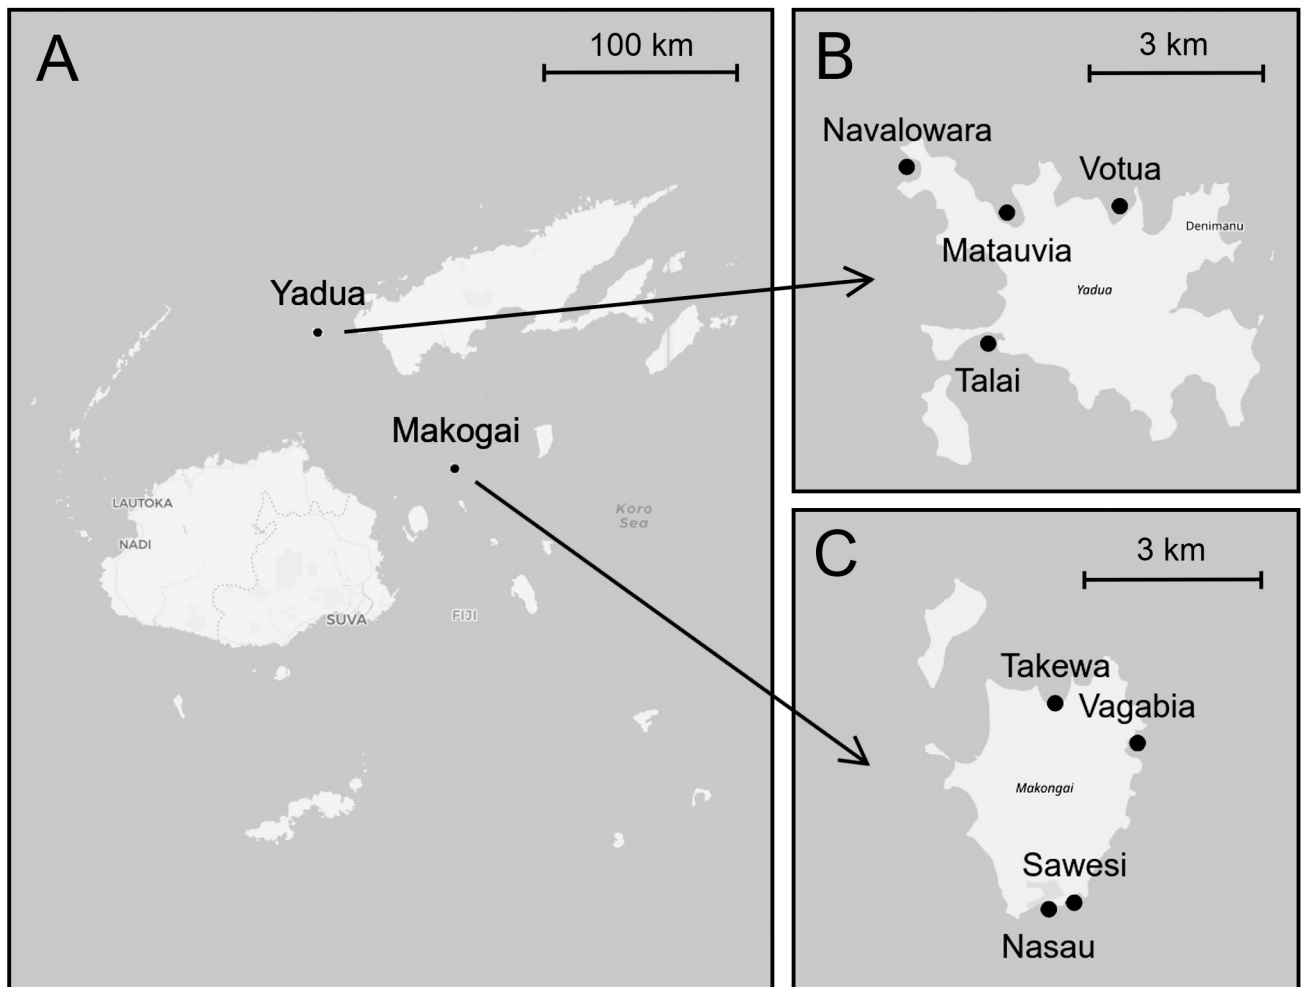 A
100 km
Yadua
Makogai
LAUTOKA
NADI
Koro
Sea
SUVA
FIJI
B
3 km
Navalowara
Votua
Denimanu
Matauvia
Yadua
Talai
C
3 km
Takewa
Vagabia
Makongai
Sawesi
Nasau